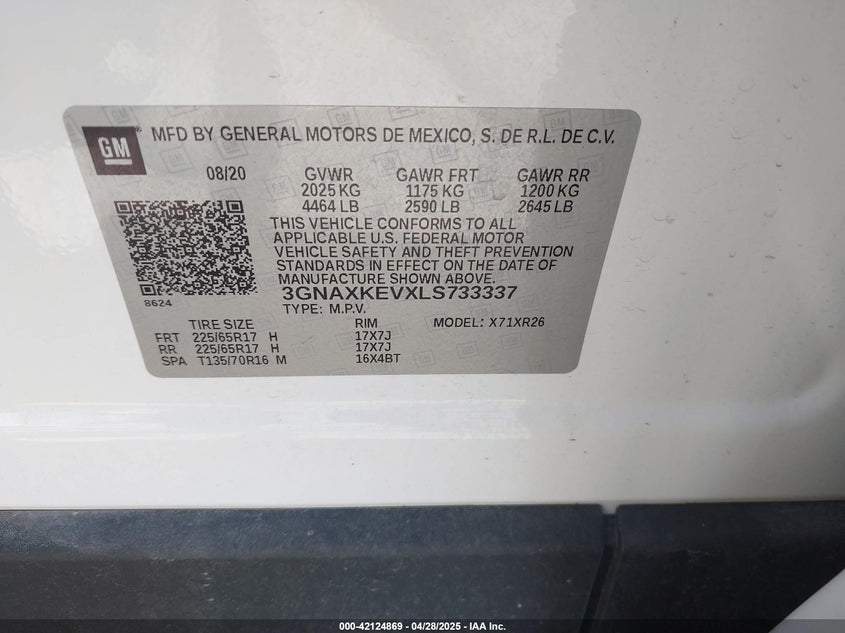 GM
MFD BY GENERAL MOTORS DE MEXICO, S. DE R.L. DE C.V.
08/20 GVWR GAWR FRT GAWR RR
2025 KG 1175 KG 1200 KG
4464 LB 2590 LB 2645 LB
THIS VEHICLE CONFORMS TO ALL
APPLICABLE U.S. FEDERAL MOTOR
VEHICLE SAFETY AND THEFT PREVENTION
STANDARDS IN EFFECT ON THE DATE OF
MANUFACTURE SHOWN ABOVE.
8624
3GNAXKEVXLS733337
TYPE: M.P.V.
TIRE SIZE RIM MODEL: X71XR26
FRT 225/65R17 H 17X7J
RR 225/65R17 H 17X7J
SPA T135/70R16 M 16X4BT
000-42124869 - 04/28/2025 - IAA Inc.